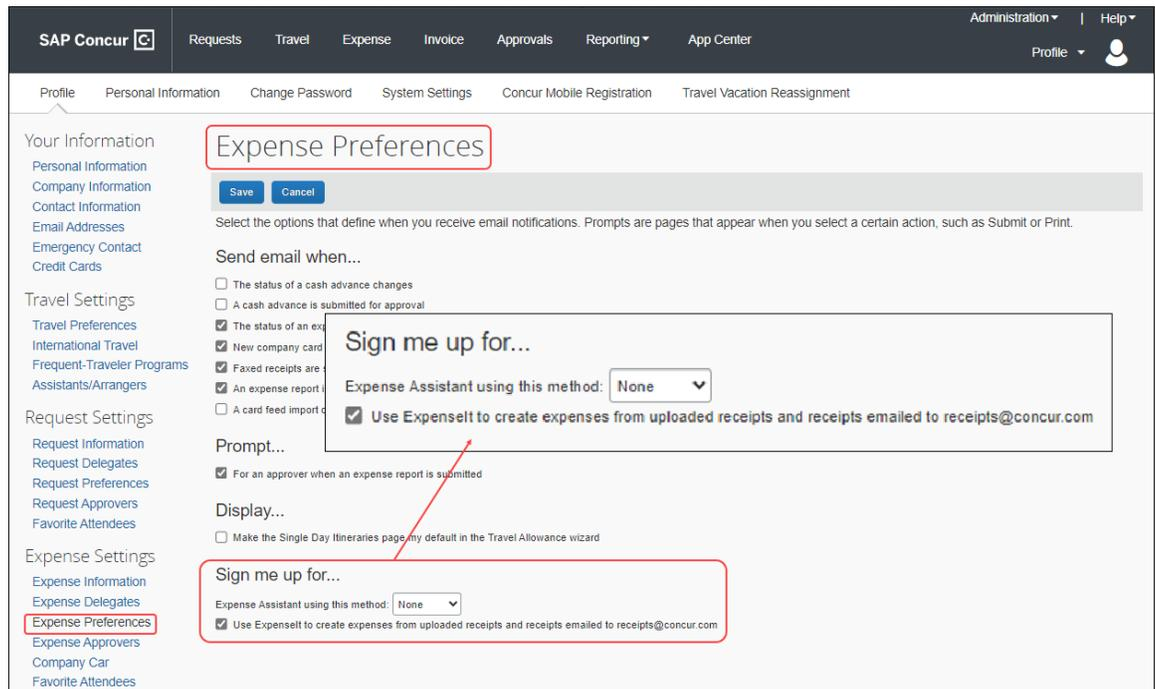 Administration | Help
SAP Concur C Requests Travel Expense Invoice Approvals Reporting App Center
Profile
Profile Personal Information Change Password System Settings Concur Mobile Registration Travel Vacation Reassignment
Your Information
Personal Information
Company Information
Contact Information
Email Addresses
Emergency Contact
Credit Cards
Travel Settings
Travel Preferences
International Travel
Frequent-Traveler Programs
Assistants/Arrangers
Request Settings
Request Information
Request Delegates
Request Preferences
Request Approvers
Favorite Attendees
Expense Settings
Expense Information
Expense Delegates
Expense Preferences
Expense Approvers
Company Car
Favorite Attendees
Expense Preferences
Save Cancel
Select the options that define when you receive email notifications. Prompts are pages that appear when you select a certain action, such as Submit or Print.
Send email when...
The status of a cash advance changes
A cash advance is submitted for approval
The status of an
New company card
Faxed receipts are
An expense report
A card feed import
Sign me up for...
Expense Assistant using this method: None
Use ExpenseIt to create expenses from uploaded receipts and receipts emailed to receipts@concur.com
Prompt...
For an approver when an expense report is submitted
Display...
Make the Single Day Itineraries page my default in the Travel Allowance wizard
Sign me up for...
Expense Assistant using this method: None
Use ExpenseIt to create expenses from uploaded receipts and receipts emailed to receipts@concur.com